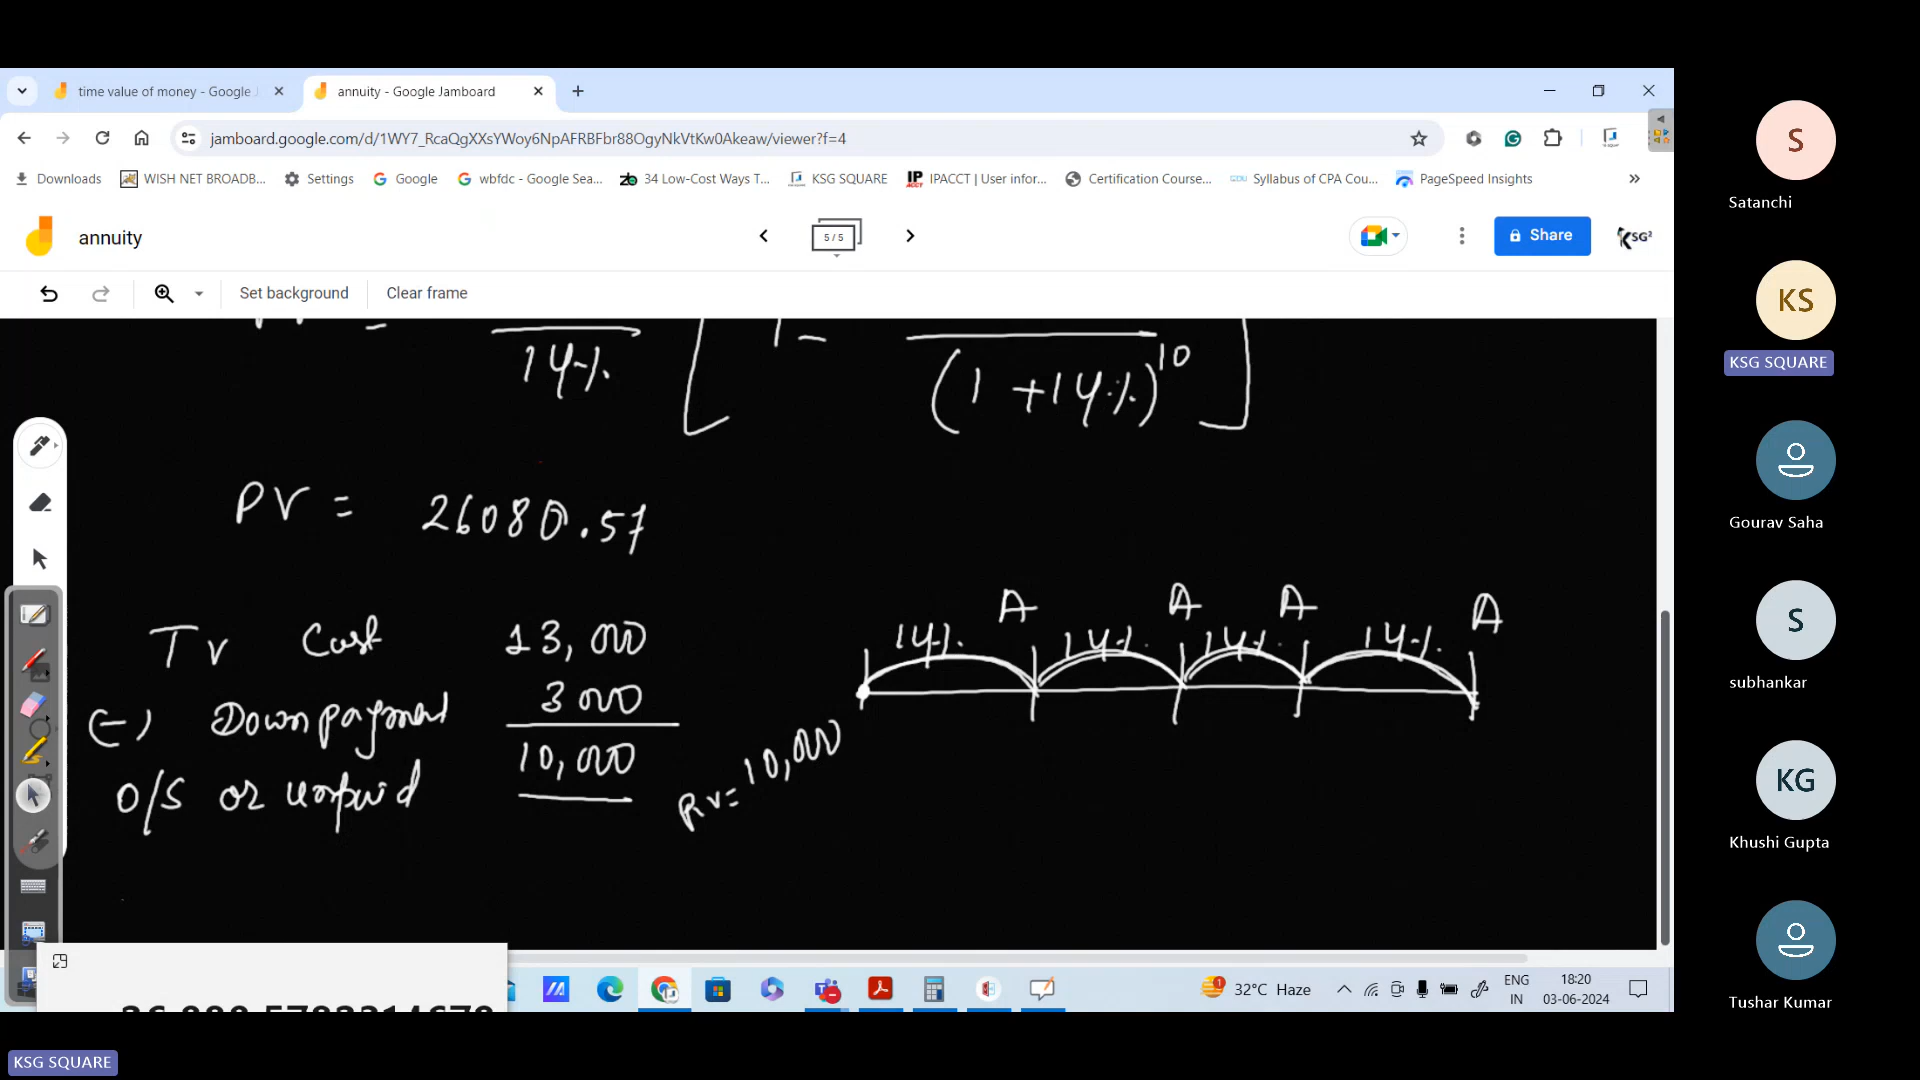 time value of money - Google J
annuity - Google Jamboard
jamboard.google.com/d/1WY7_RcaQgXXsYWoy6NpAFRBFbr88OgyNkVtKw0Akeaw/viewer?f=4
Downloads
WISH NET BROADB...
Settings
Google
wbfdc - Google Sea...
34 Low-Cost Ways T...
KSG SQUARE
IPACCT | User infor...
Certification Course...
Syllabus of CPA Cou...
PageSpeed Insights
annuity
5 / 5
Share
KSG²
Set background
Clear frame
14%
[ 1 -
(1 + 14%)^10 ]
PV = 26080.57
TV Cost 13,000
(-) Downpayment 3000
O/S or unpaid 10,000
PV = 10,000
A A A A
14% 14% 14% 14%
32°C Haze
ENG
IN
18:20
03-06-2024
S
Satanchi
KS
KSG SQUARE
Gourav Saha
S
subhankar
KG
Khushi Gupta
Tushar Kumar
KSG SQUARE